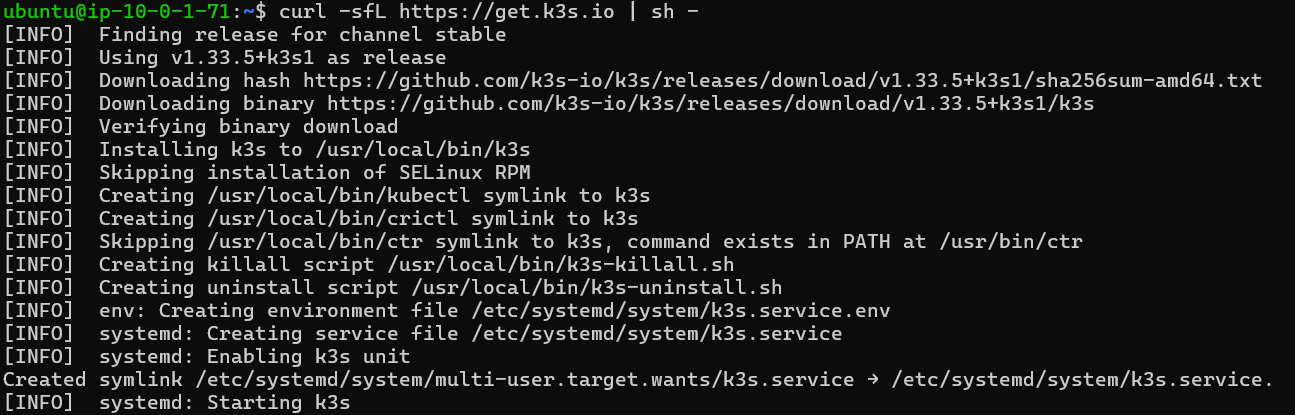 ubuntu@ip-10-0-1-71:~$ curl -sfL https://get.k3s.io | sh -
[INFO]  Finding release for channel stable
[INFO]  Using v1.33.5+k3s1 as release
[INFO]  Downloading hash https://github.com/k3s-io/k3s/releases/download/v1.33.5+k3s1/sha256sum-amd64.txt
[INFO]  Downloading binary https://github.com/k3s-io/k3s/releases/download/v1.33.5+k3s1/k3s
[INFO]  Verifying binary download
[INFO]  Installing k3s to /usr/local/bin/k3s
[INFO]  Skipping installation of SELinux RPM
[INFO]  Creating /usr/local/bin/kubectl symlink to k3s
[INFO]  Creating /usr/local/bin/crictl symlink to k3s
[INFO]  Skipping /usr/local/bin/ctr symlink to k3s, command exists in PATH at /usr/bin/ctr
[INFO]  Creating killall script /usr/local/bin/k3s-killall.sh
[INFO]  Creating uninstall script /usr/local/bin/k3s-uninstall.sh
[INFO]  env: Creating environment file /etc/systemd/system/k3s.service.env
[INFO]  systemd: Creating service file /etc/systemd/system/k3s.service
[INFO]  systemd: Enabling k3s unit
Created symlink /etc/systemd/system/multi-user.target.wants/k3s.service → /etc/systemd/system/k3s.service.
[INFO]  systemd: Starting k3s